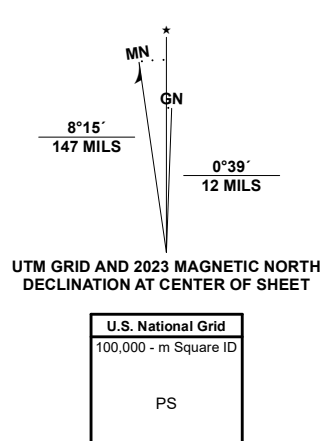 ★
MN
GN
8°15´
147 MILS
0°39´
12 MILS
UTM GRID AND 2023 MAGNETIC NORTH
DECLINATION AT CENTER OF SHEET
U.S. National Grid
100,000 - m Square ID
PS